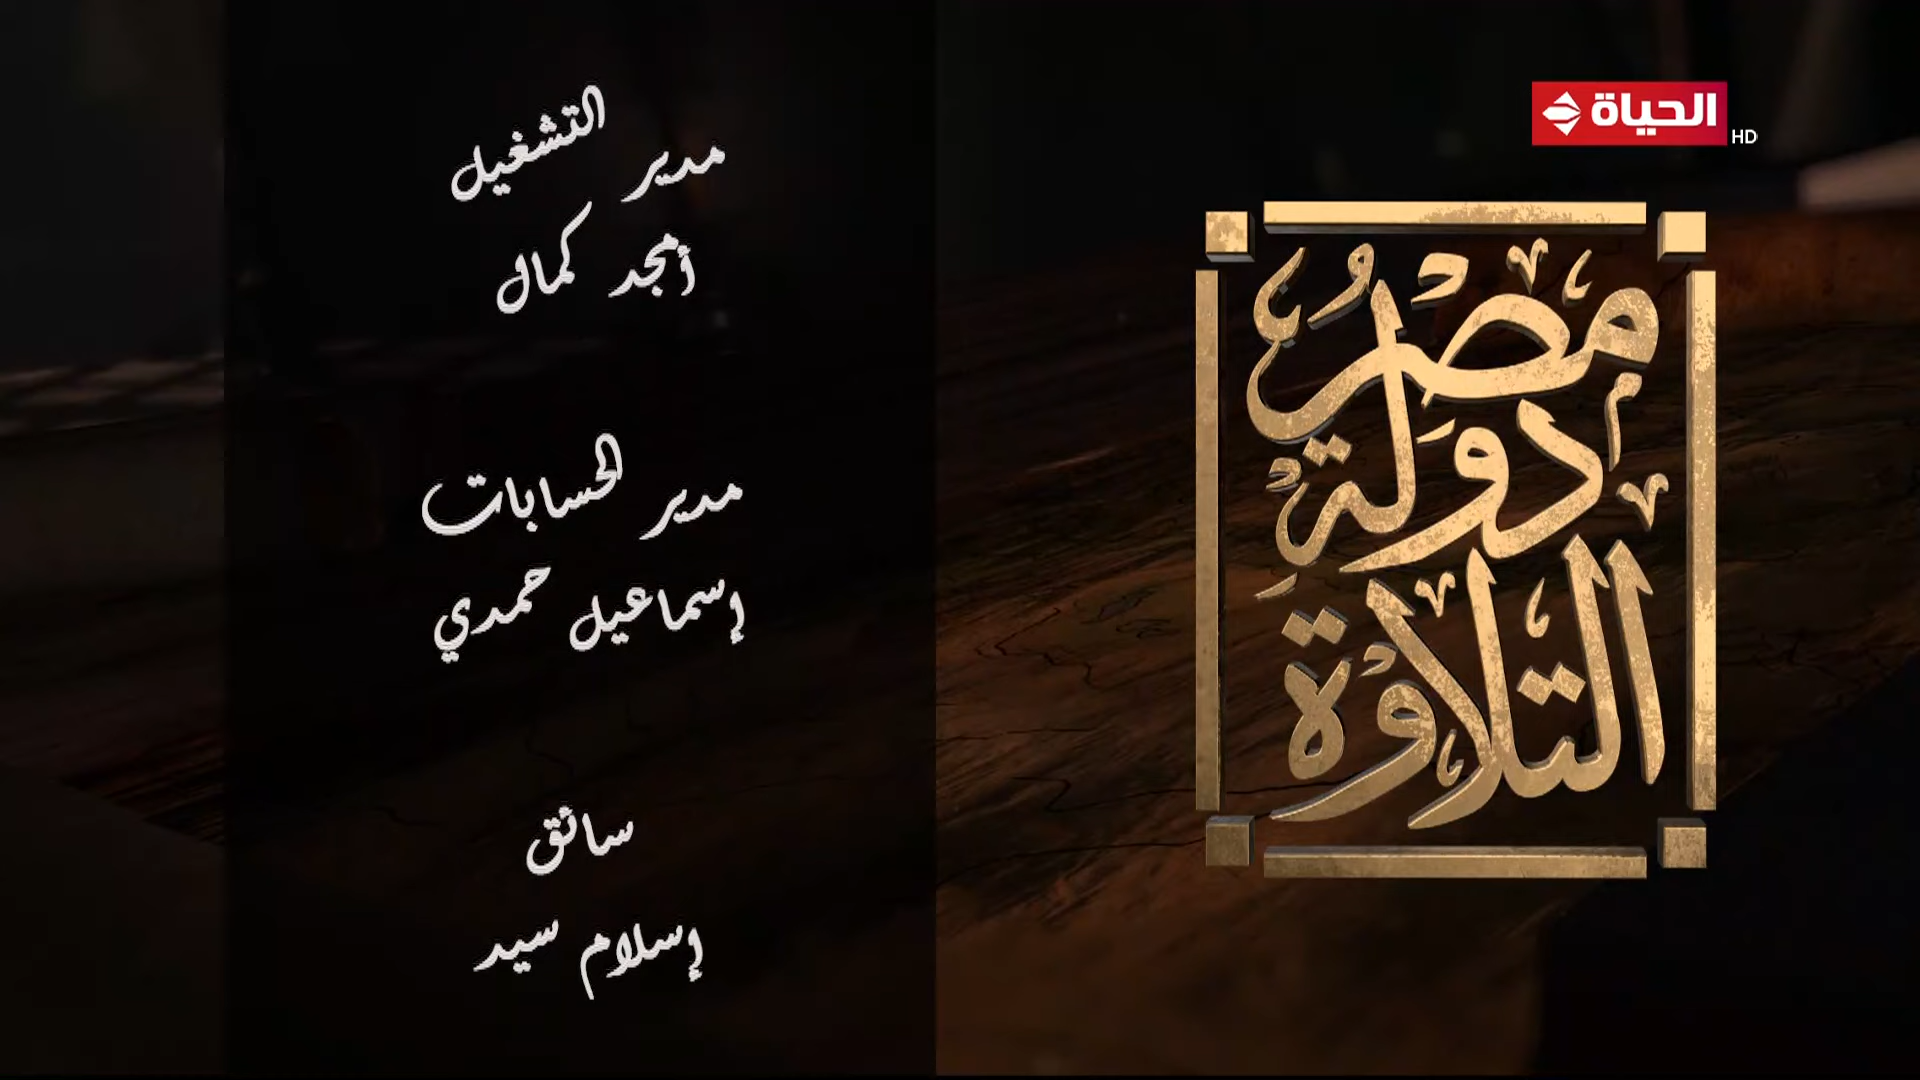 الحياة
HD
مصر
دولة
التلاوة
مدير التشغيل
أمجد كمال
مدير الحسابات
إسماعيل حمدي
سائق
إسلام سيد